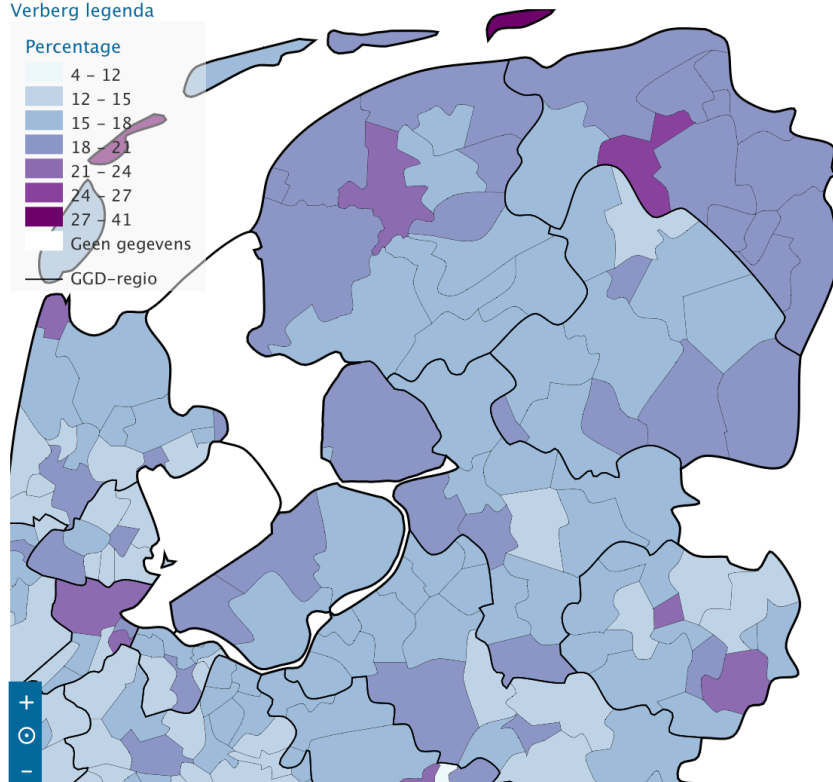 Verberg legenda
Percentage
4 – 12
12 – 15
15 – 18
18 – 21
21 – 24
24 – 27
27 – 41
Geen gegevens
GGD-regio
+
–